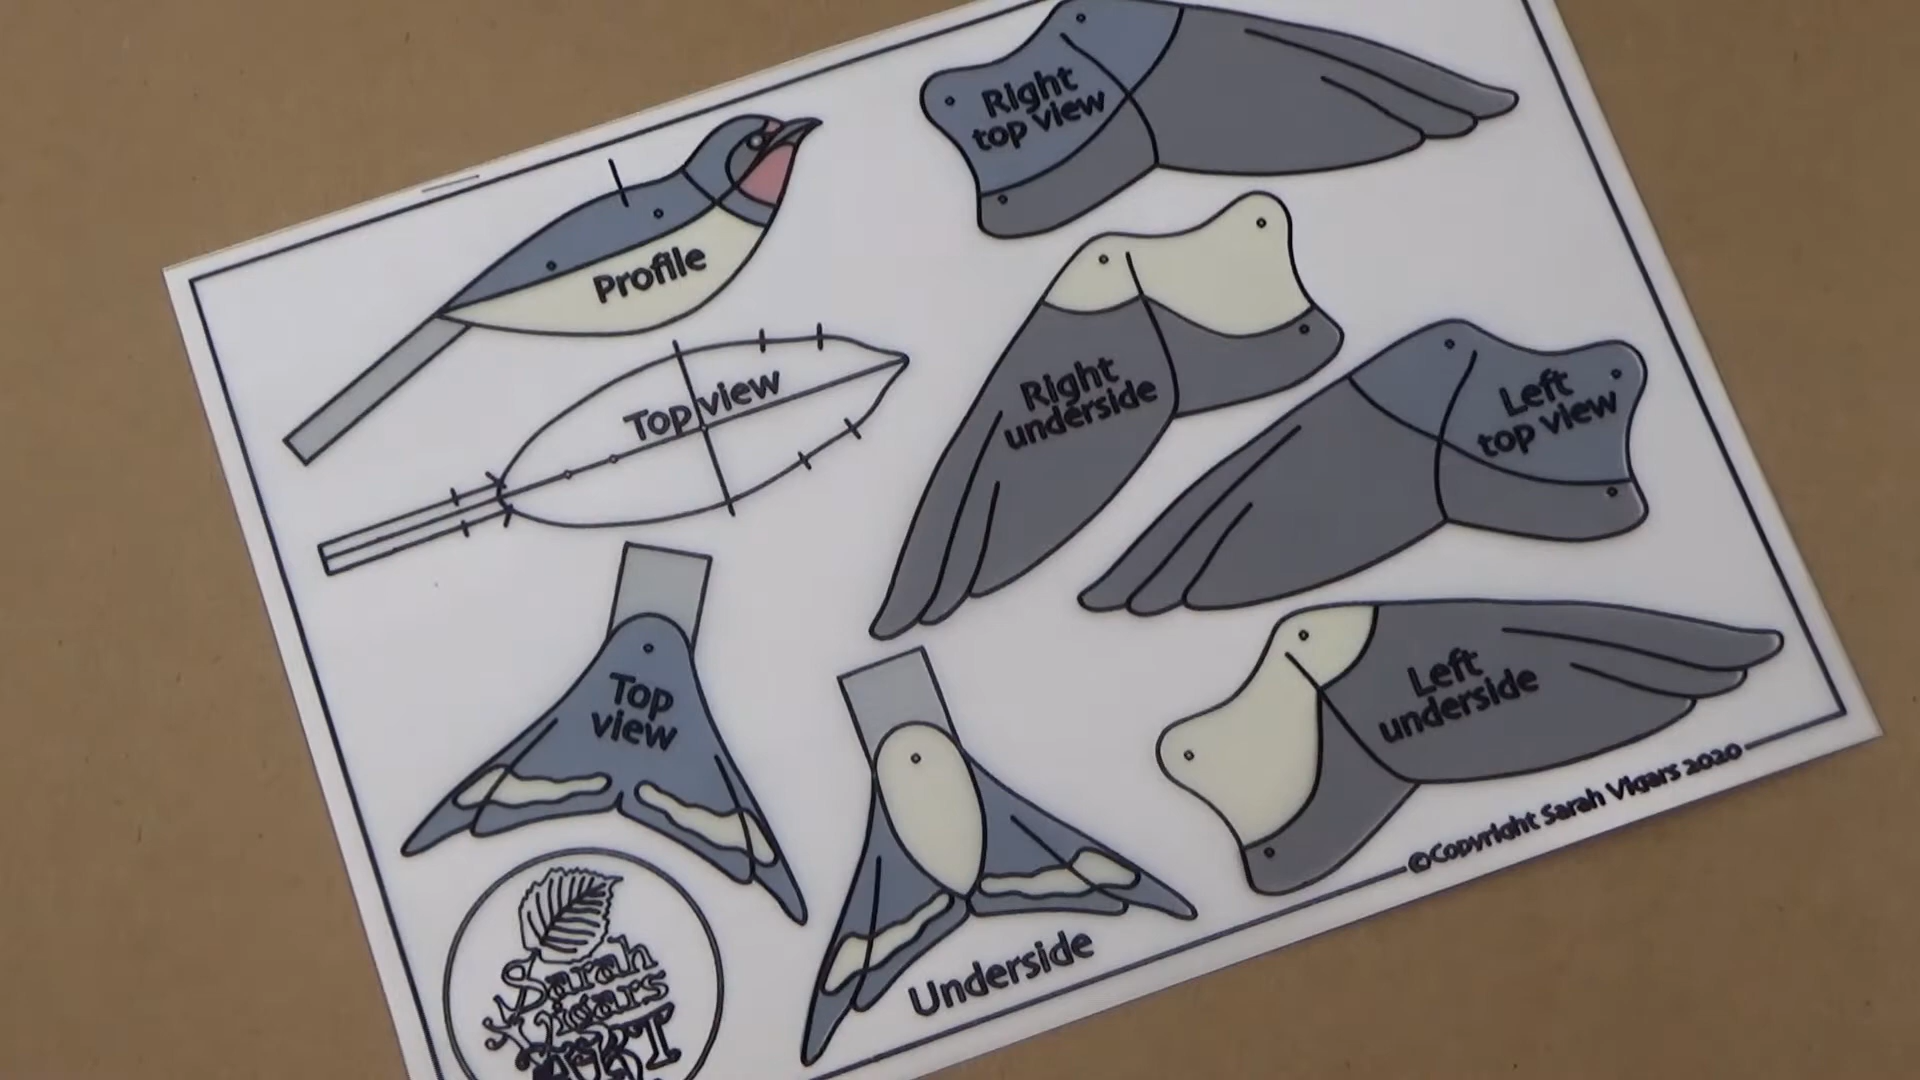 Right
top view
Profile
Top view
Right
underside
Left
top view
Top
view
Left
underside
Underside
©Copyright Sarah Vigars 2020
Sarah
Vigars
ART